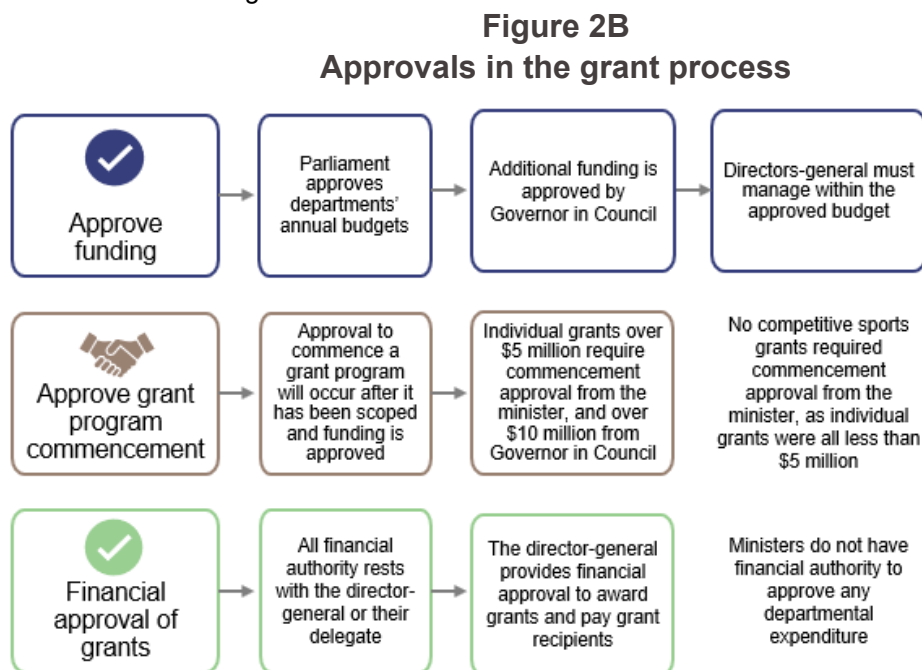 Figure 2B
Approvals in the grant process
Approve
funding
Parliament
approves
departments'
annual budgets
Additional funding is
approved by
Governor in Council
Directors-general must
manage within the
approved budget
Approve grant
program
commencement
Approval to
commence a
grant program
will occur after it
has been scoped
and funding is
approved
Individual grants over
$5 million require
commencement
approval from the
minister, and over
$10 million from
Governor in Council
No competitive sports
grants required
commencement
approval from the
minister, as individual
grants were all less than
$5 million
Financial
approval of
grants
All financial
authority rests
with the director-
general or their
delegate
The director-general
provides financial
approval to award
grants and pay grant
recipients
Ministers do not have
financial authority to
approve any
departmental
expenditure